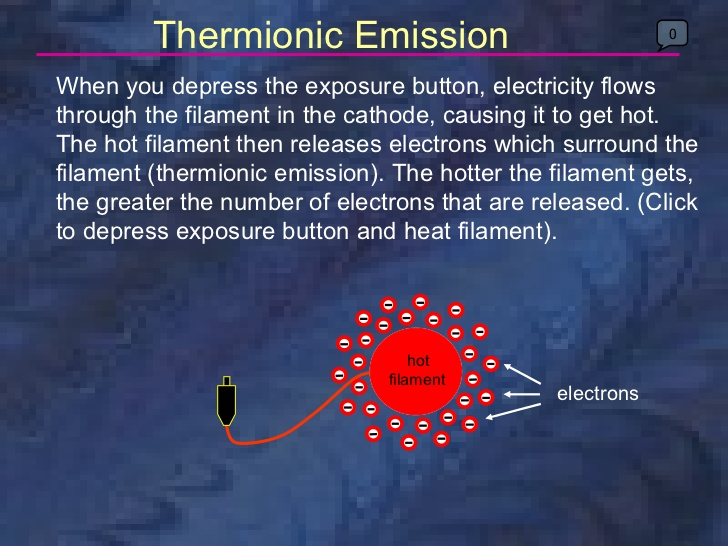 Thermionic Emission
0
When you depress the exposure button, electricity flows
through the filament in the cathode, causing it to get hot.
The hot filament then releases electrons which surround the
filament (thermionic emission). The hotter the filament gets,
the greater the number of electrons that are released. (Click
to depress exposure button and heat filament).
hot
filament
electrons